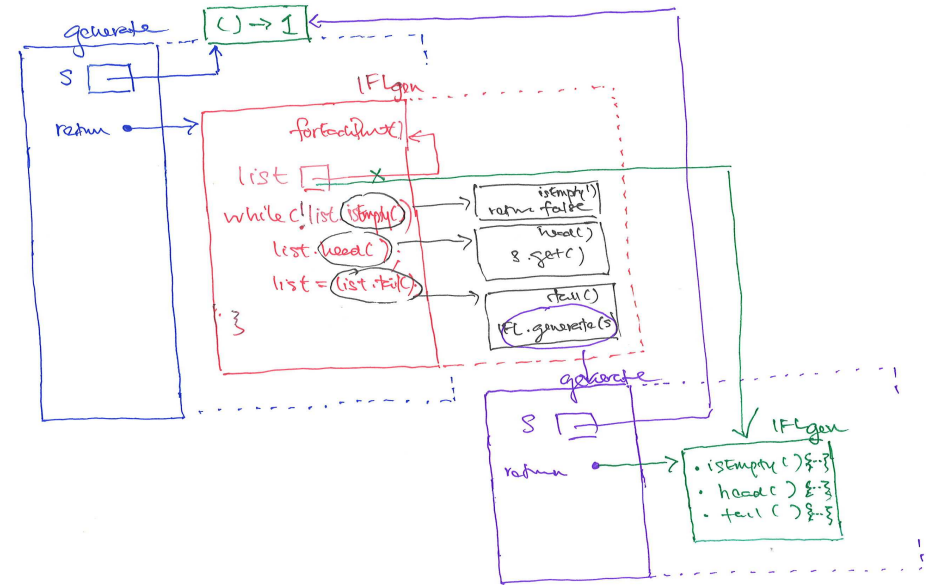 generate
() → 1
S
return
IFLgen
forEachPrint()
list
x
while(!list.isEmpty())
list.head()
list = list.tail()
}
isEmpty()
return false
head()
s.get()
tail()
IFL.generate(s)
generate
S
return
IFLgen
. isEmpty(){...}
. head(){...}
. tail(){...}